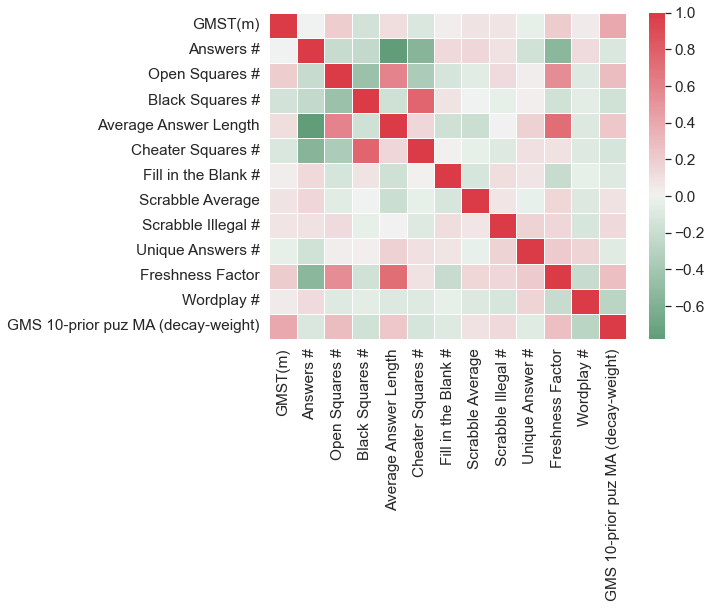 GMST(m)
Answers #
Open Squares #
Black Squares #
Average Answer Length
Cheater Squares #
Fill in the Blank #
Scrabble Average
Scrabble Illegal #
Unique Answers #
Freshness Factor
Wordplay #
GMS 10-prior puz MA (decay-weight)
GMST(m)
Answers #
Open Squares #
Black Squares #
Average Answer Length
Cheater Squares #
Fill in the Blank #
Scrabble Average
Scrabble Illegal #
Unique Answer #
Freshness Factor
Wordplay #
GMS 10-prior puz MA (decay-weight)
1.0
0.8
0.6
0.4
0.2
0.0
−0.2
−0.4
−0.6